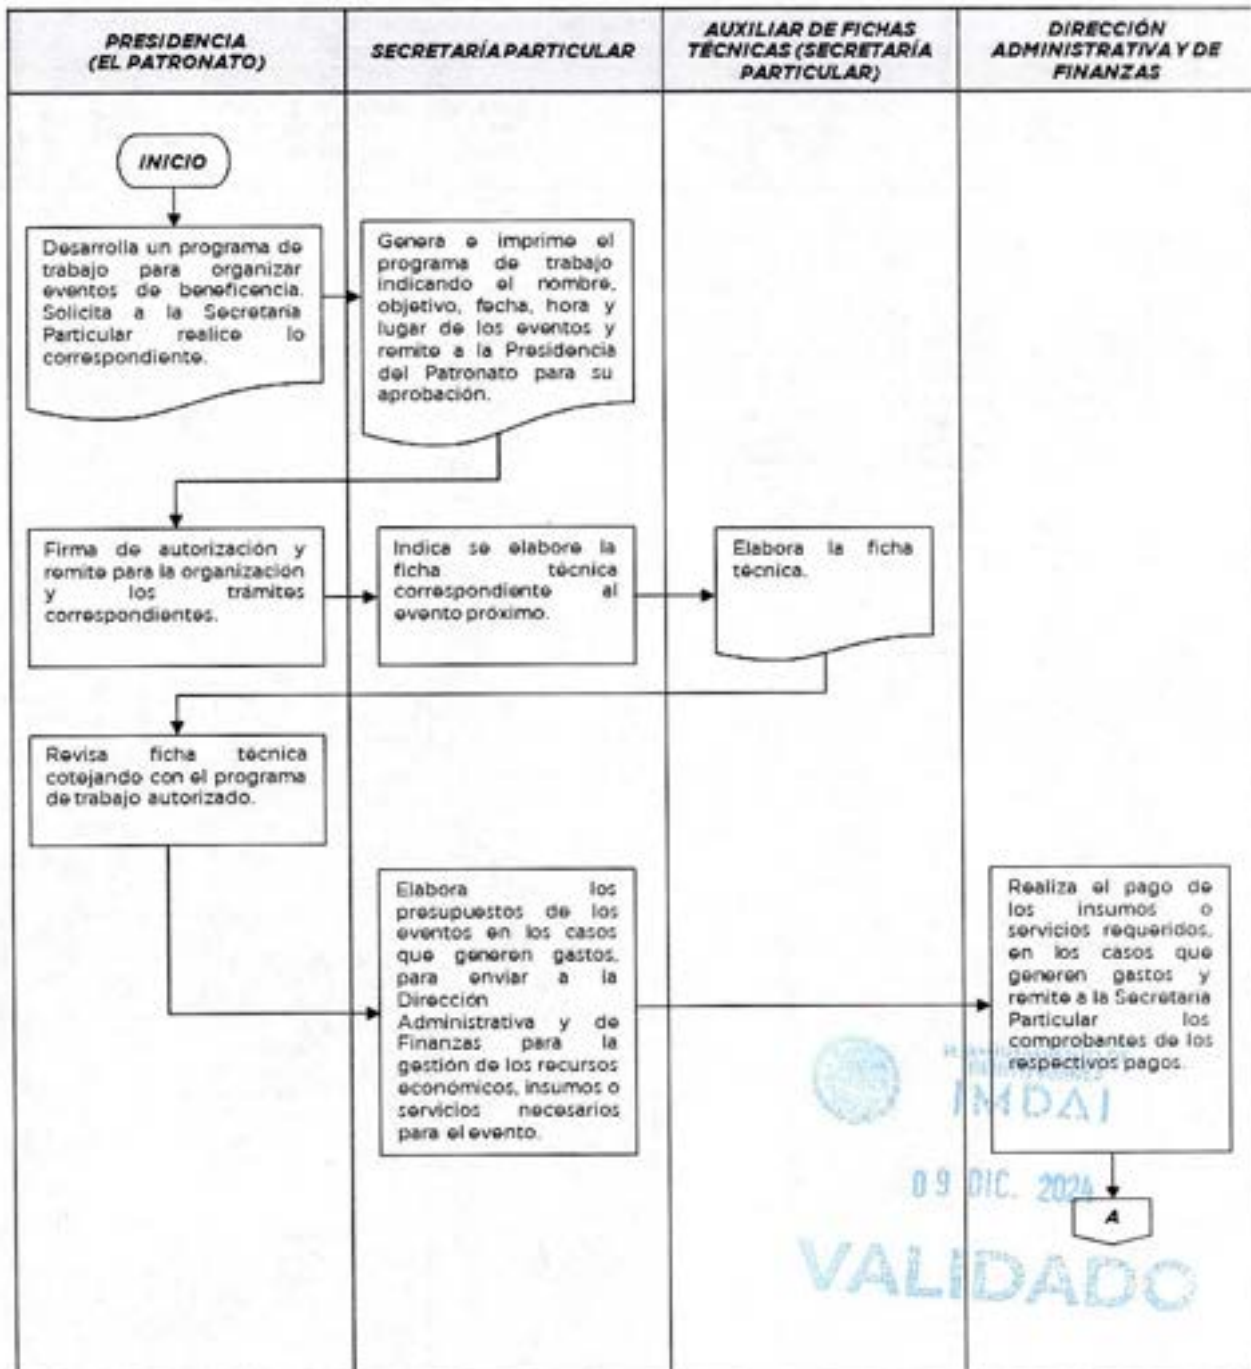 PRESIDENCIA
(EL PATRONATO)
SECRETARÍA PARTICULAR
AUXILIAR DE FICHAS
TÉCNICAS (SECRETARÍA
PARTICULAR)
DIRECCIÓN
ADMINISTRATIVA Y DE
FINANZAS
INICIO
Desarrolla un programa de
trabajo para organizar
eventos de beneficencia.
Solicita a la Secretaria
Particular realice lo
correspondiente.
Genera e imprime el
programa de trabajo
indicando el nombre,
objetivo, fecha, hora y
lugar de los eventos y
remite a la Presidencia
del Patronato para su
aprobación.
Firma de autorización y
remite para la organización
y los trámites
correspondientes.
Indica se elabore la
ficha técnica
correspondiente al
evento próximo.
Elabora la ficha
técnica.
Revisa ficha técnica
cotejando con el programa
de trabajo autorizado.
Elabora los
presupuestos de los
eventos en los casos
que generen gastos,
para enviar a la
Dirección
Administrativa y de
Finanzas para la
gestión de los recursos
económicos, insumos o
servicios necesarios
para el evento.
Realiza el pago de
los insumos o
servicios requeridos,
en los casos que
generen gastos y
remite a la Secretaria
Particular los
comprobantes de los
respectivos pagos.
IMDAI
09 DIC. 2024
A
VALIDADO